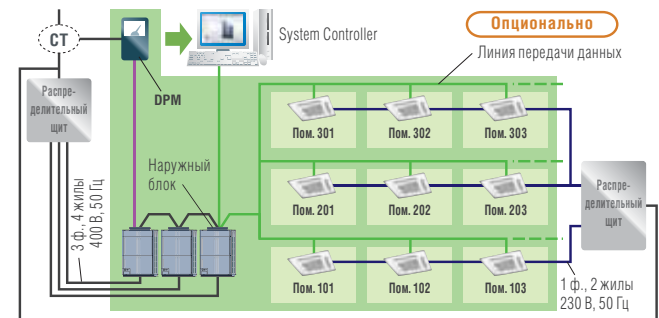 Опционально
CT
System Controller
Линия передачи данных
DPM
Распре-
делительный
щит
Пом. 301
Пом. 302
Пом. 303
Наружный
блок
3 ф., 4 жилы
400 В, 50 Гц
Пом. 201
Пом. 202
Пом. 203
Распре-
делительный
щит
Пом. 101
Пом. 102
Пом. 103
1 ф., 2 жилы
230 В, 50 Гц